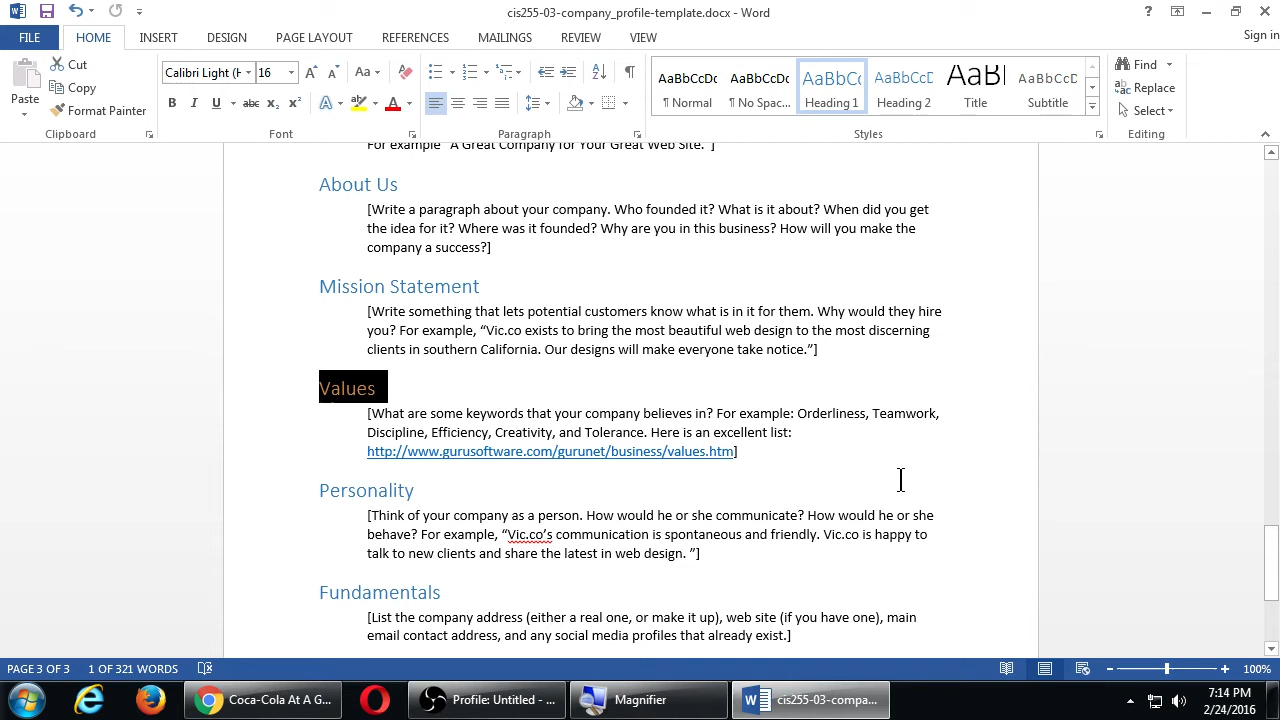 cis255-03-company_profile-template.docx - Word
Sign in
FILE HOME INSERT DESIGN PAGE LAYOUT REFERENCES MAILINGS REVIEW VIEW
Paste
Cut
Copy
Format Painter
Clipboard
Calibri Light (H 16
Font
Paragraph
AaBbCcDc AaBbCcDc AaBbCc AaBbCcD AaB AaBbCcD
¶ Normal ¶ No Spac... Heading 1 Heading 2 Title Subtitle
Styles
Find
Replace
Select
Editing
For example "A Great Company for Your Great Web Site."]
About Us
[Write a paragraph about your company. Who founded it? What is it about? When did you get
the idea for it? Where was it founded? Why are you in this business? How will you make the
company a success?]
Mission Statement
[Write something that lets potential customers know what is in it for them. Why would they hire
you? For example, “Vic.co exists to bring the most beautiful web design to the most discerning
clients in southern California. Our designs will make everyone take notice.”]
Values
[What are some keywords that your company believes in? For example: Orderliness, Teamwork,
Discipline, Efficiency, Creativity, and Tolerance. Here is an excellent list:
http://www.gurusoftware.com/gurunet/business/values.htm]
Personality
[Think of your company as a person. How would he or she communicate? How would he or she
behave? For example, “Vic.co’s communication is spontaneous and friendly. Vic.co is happy to
talk to new clients and share the latest in web design. ”]
Fundamentals
[List the company address (either a real one, or make it up), web site (if you have one), main
email contact address, and any social media profiles that already exist.]
PAGE 3 OF 3 1 OF 321 WORDS 100%
Coca-Cola At A G... Profile: Untitled - ... Magnifier cis255-03-compa...
7:14 PM
2/24/2016